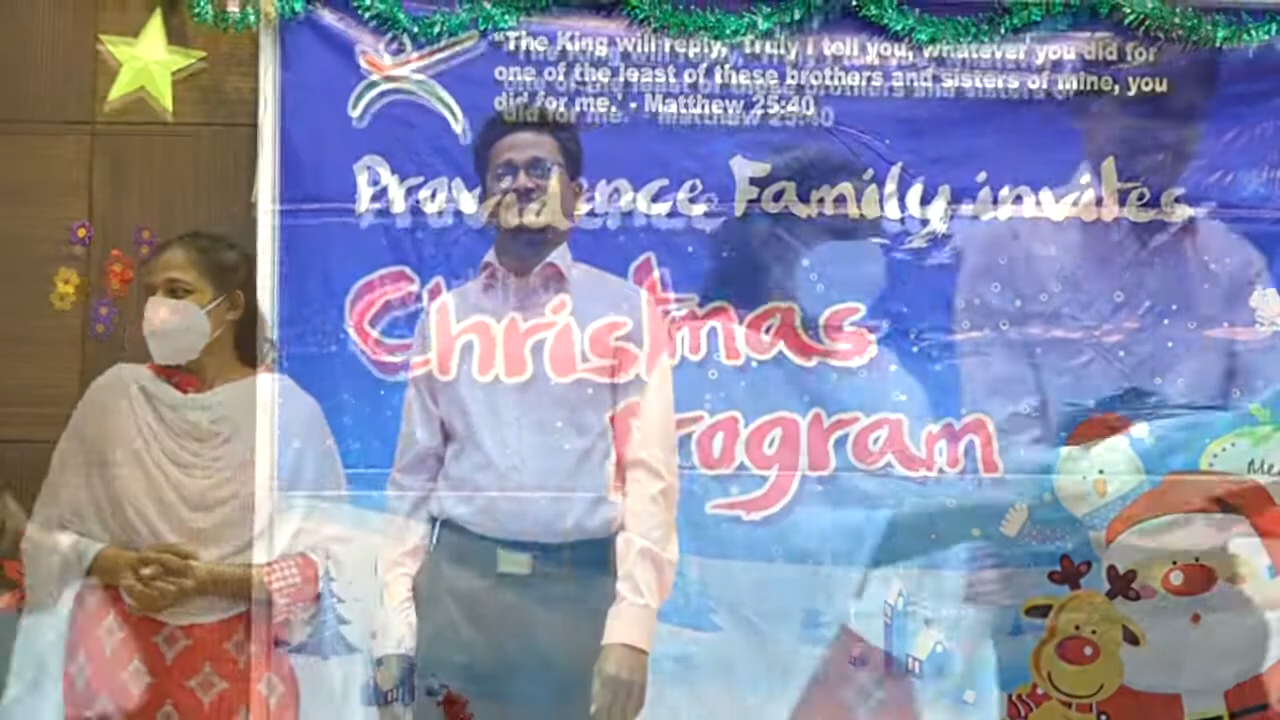 "The King will reply, 'Truly I tell you, whatever you did for
one of the least of these brothers and sisters of mine, you
did for me.' - Matthew 25:40
Providence Family invites
Christmas
Program
Me